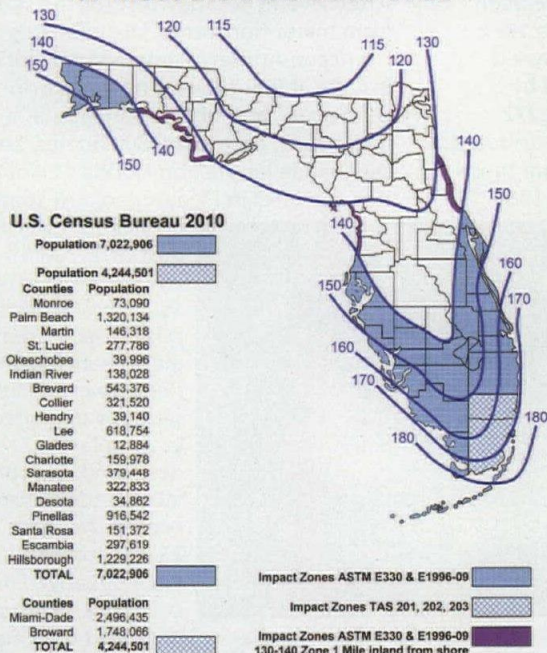 130
120
115
115
130
140
120
150
140
140
150
150
140
160
170
150
160
170
180
180
U.S. Census Bureau 2010
Population 7,022,906
Population 4,244,501
Counties Population
Monroe 73,090
Palm Beach 1,320,134
Martin 146,318
St. Lucie 277,786
Okeechobee 39,996
Indian River 138,028
Brevard 543,376
Collier 321,520
Hendry 39,140
Lee 618,754
Glades 12,884
Charlotte 159,978
Sarasota 379,448
Manatee 322,833
Desota 34,862
Pinellas 916,542
Santa Rosa 151,372
Escambia 297,619
Hillsborough 1,229,226
TOTAL 7,022,906
Counties Population
Miami-Dade 2,496,435
Broward 1,748,066
TOTAL 4,244,501
Impact Zones ASTM E330 & E1996-09
Impact Zones TAS 201, 202, 203
Impact Zones ASTM E330 & E1996-09
130-140 Zone 1 Mile inland from shore